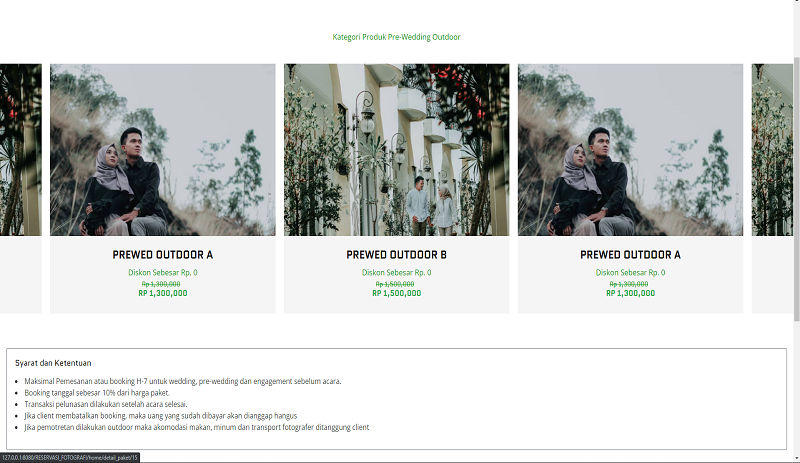 Kategori Produk Pre-Wedding Outdoor
PREWED OUTDOOR A
Diskon Sebesar Rp. 0
Rp 1,300,000
RP 1,300,000
PREWED OUTDOOR B
Diskon Sebesar Rp. 0
Rp 1,500,000
RP 1,500,000
PREWED OUTDOOR A
Diskon Sebesar Rp. 0
Rp 1,300,000
RP 1,300,000
Syarat dan Ketentuan
• Maksimal Pemesanan atau booking H-7 untuk wedding, pre-wedding dan engagement sebelum acara.
• Booking tanggal sebesar 10% dari harga paket.
• Transaksi pelunasan dilakukan setelah acara selesai.
• Jika client membatalkan booking, maka uang yang sudah dibayar akan dianggap hangus
• Jika pemotretan dilakukan outdoor maka akomodasi makan, minum dan transport fotografer ditanggung client
127.0.0.1:8080/RESERVASI_FOTOGRAFI/home/detail_paket/15